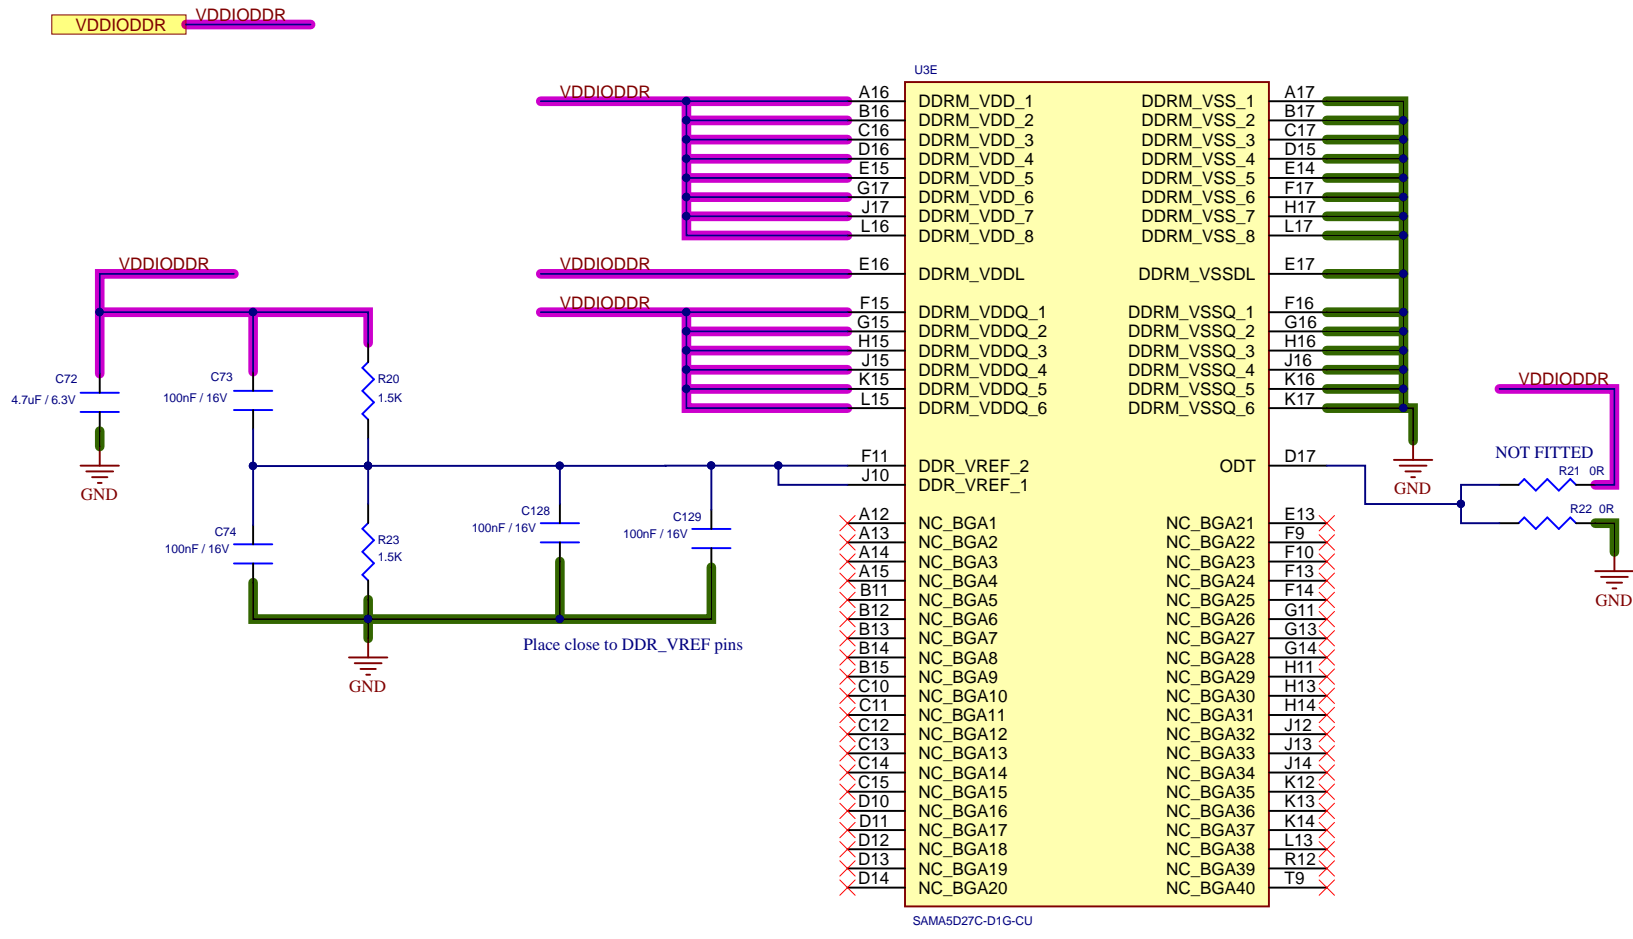 VDDIODDR
VDDIODDR
U3E
VDDIODDR
A16 DDRM_VDD_1 DDRM_VSS_1 A17
B16 DDRM_VDD_2 DDRM_VSS_2 B17
C16 DDRM_VDD_3 DDRM_VSS_3 C17
D16 DDRM_VDD_4 DDRM_VSS_4 D15
E15 DDRM_VDD_5 DDRM_VSS_5 E14
G17 DDRM_VDD_6 DDRM_VSS_6 F17
J17 DDRM_VDD_7 DDRM_VSS_7 H17
L16 DDRM_VDD_8 DDRM_VSS_8 L17
VDDIODDR
VDDIODDR
E16 DDRM_VDDL DDRM_VSSDL E17
VDDIODDR
F15 DDRM_VDDQ_1 DDRM_VSSQ_1 F16
G15 DDRM_VDDQ_2 DDRM_VSSQ_2 G16
H15 DDRM_VDDQ_3 DDRM_VSSQ_3 H16
J15 DDRM_VDDQ_4 DDRM_VSSQ_4 J16
K15 DDRM_VDDQ_5 DDRM_VSSQ_5 K16
L15 DDRM_VDDQ_6 DDRM_VSSQ_6 K17
VDDIODDR
C72
4.7uF / 6.3V
C73
100nF / 16V
R20
1.5K
GND
F11 DDR_VREF_2 ODT D17
J10 DDR_VREF_1
GND
NOT FITTED
R21 0R
R22 0R
GND
C74
100nF / 16V
R23
1.5K
C128
100nF / 16V
C129
100nF / 16V
Place close to DDR_VREF pins
GND
A12 NC_BGA1 NC_BGA21 E13
A13 NC_BGA2 NC_BGA22 F9
A14 NC_BGA3 NC_BGA23 F10
A15 NC_BGA4 NC_BGA24 F13
B11 NC_BGA5 NC_BGA25 F14
B12 NC_BGA6 NC_BGA26 G11
B13 NC_BGA7 NC_BGA27 G13
B14 NC_BGA8 NC_BGA28 G14
B15 NC_BGA9 NC_BGA29 H11
C10 NC_BGA10 NC_BGA30 H13
C11 NC_BGA11 NC_BGA31 H14
C12 NC_BGA12 NC_BGA32 J12
C13 NC_BGA13 NC_BGA33 J13
C14 NC_BGA14 NC_BGA34 J14
C15 NC_BGA15 NC_BGA35 K12
D10 NC_BGA16 NC_BGA36 K13
D11 NC_BGA17 NC_BGA37 K14
D12 NC_BGA18 NC_BGA38 L13
D13 NC_BGA19 NC_BGA39 R12
D14 NC_BGA20 NC_BGA40 T9
SAMA5D27C-D1G-CU